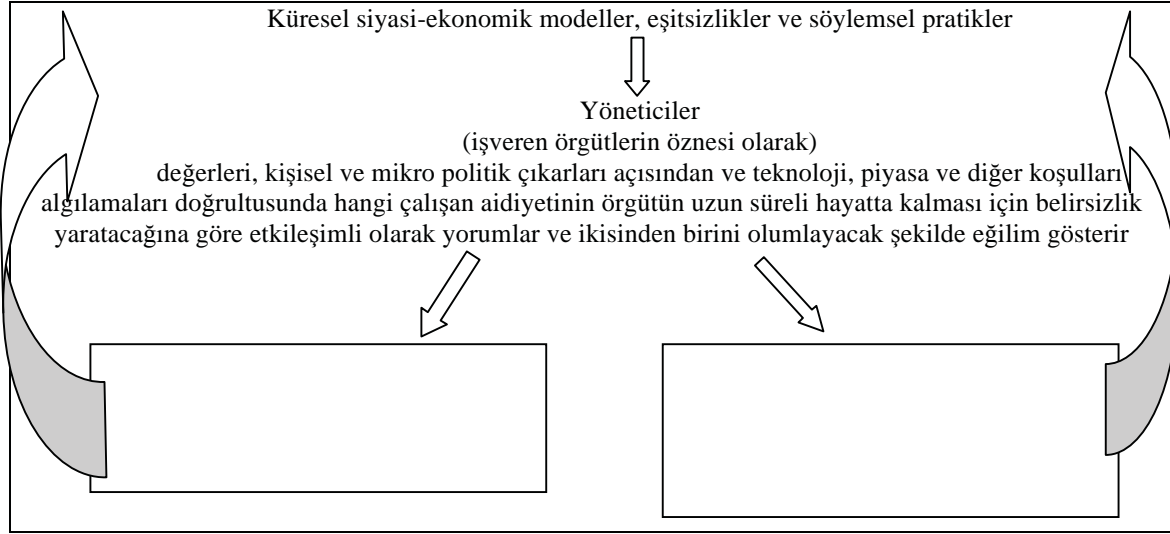 Küresel siyasi-ekonomik modeller, eşitsizlikler ve söylemsel pratikler
Yöneticiler
(işveren örgütlerin öznesi olarak)
değerleri, kişisel ve mikro politik çıkarları açısından ve teknoloji, piyasa ve diğer koşulları
algılamaları doğrultusunda hangi çalışan aidiyetinin örgütün uzun süreli hayatta kalması için belirsizlik
yaratacağına göre etkileşimli olarak yorumlar ve ikisinden birini olumlayacak şekilde eğilim gösterir